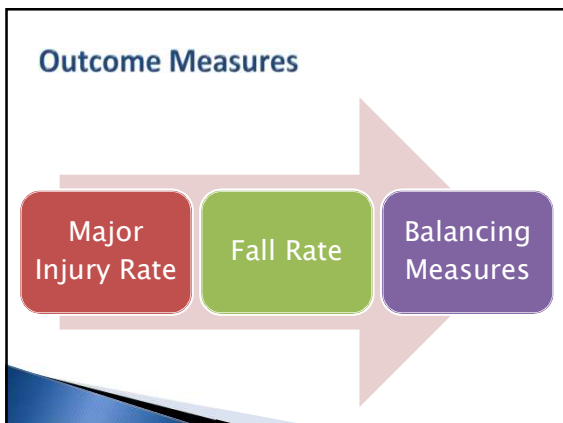 Outcome Measures
Major
Injury Rate
Fall Rate
Balancing
Measures